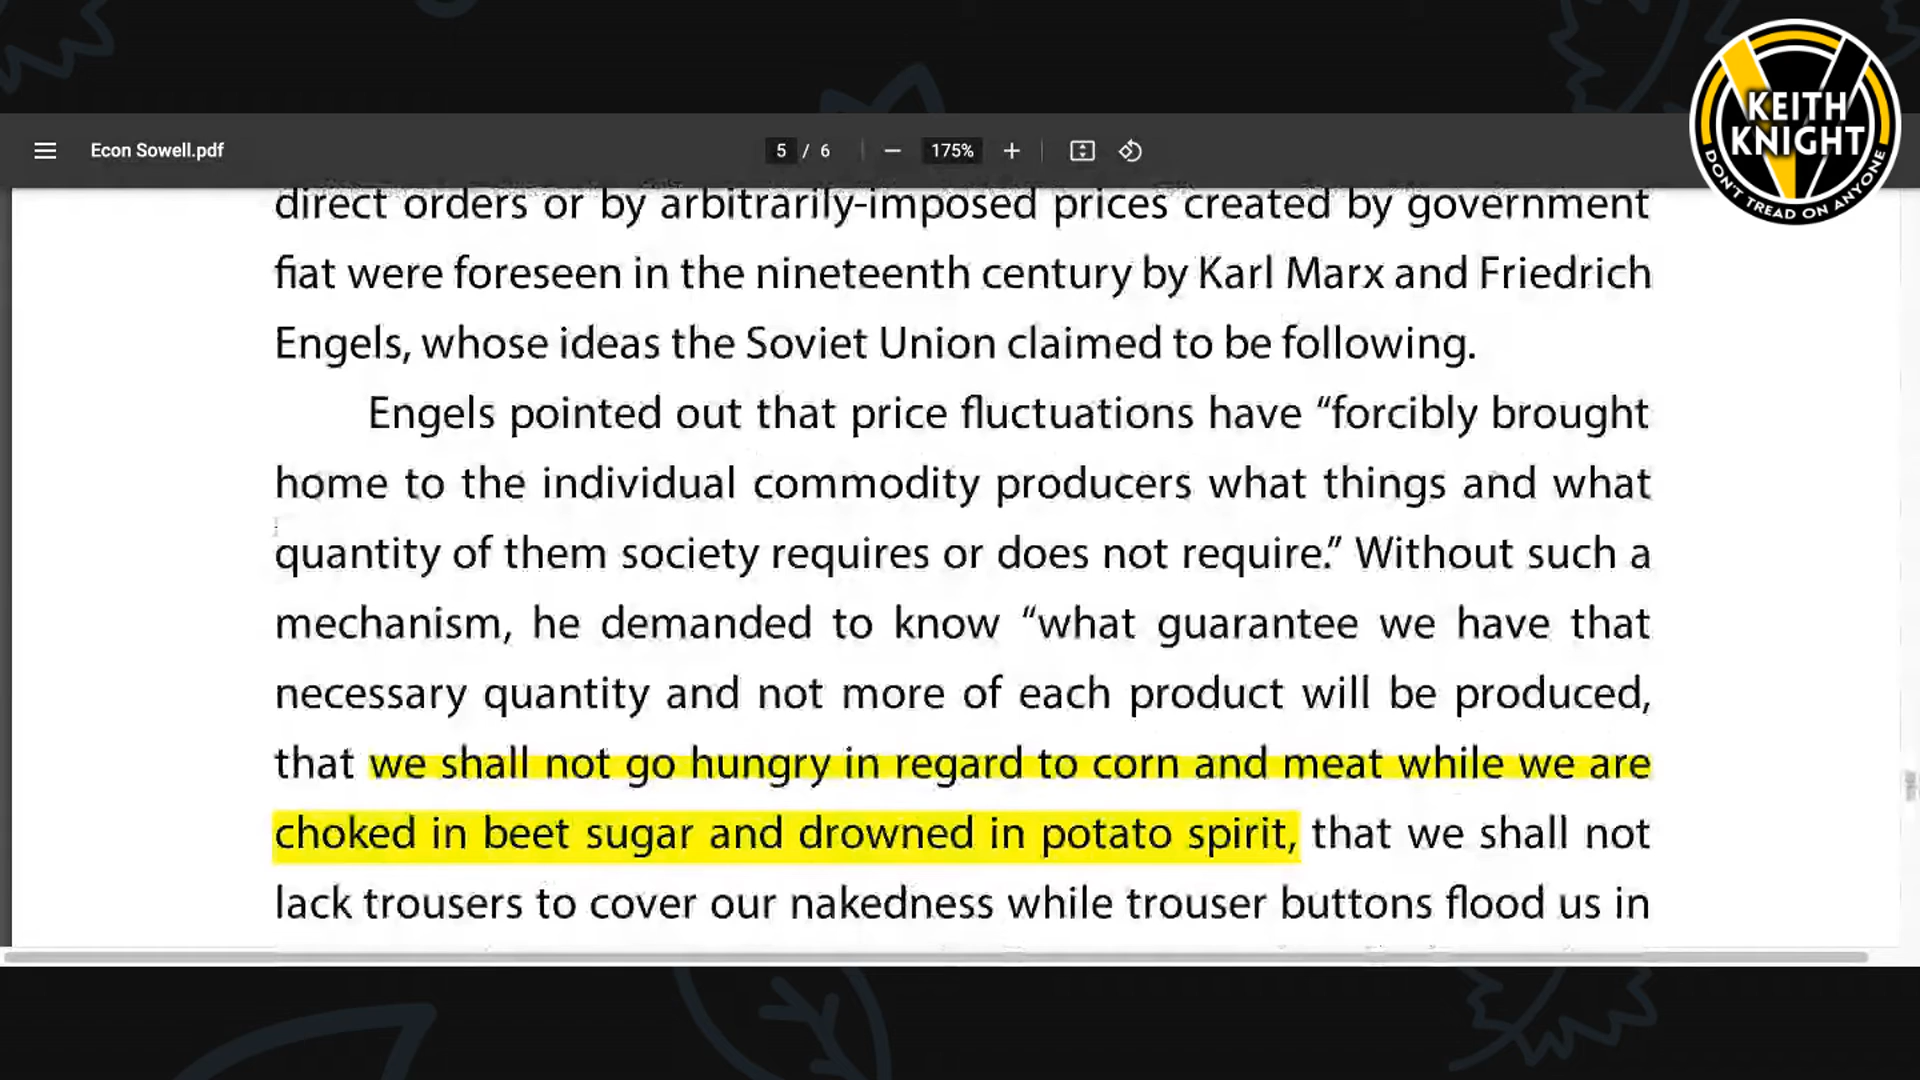 Econ Sowell.pdf
5 / 6
175%
KEITH
KNIGHT
DON'T TREAD ON ANYONE
direct orders or by arbitrarily-imposed prices created by government
fiat were foreseen in the nineteenth century by Karl Marx and Friedrich
Engels, whose ideas the Soviet Union claimed to be following.
Engels pointed out that price fluctuations have “forcibly brought
home to the individual commodity producers what things and what
quantity of them society requires or does not require.” Without such a
mechanism, he demanded to know “what guarantee we have that
necessary quantity and not more of each product will be produced,
that we shall not go hungry in regard to corn and meat while we are
choked in beet sugar and drowned in potato spirit, that we shall not
lack trousers to cover our nakedness while trouser buttons flood us in